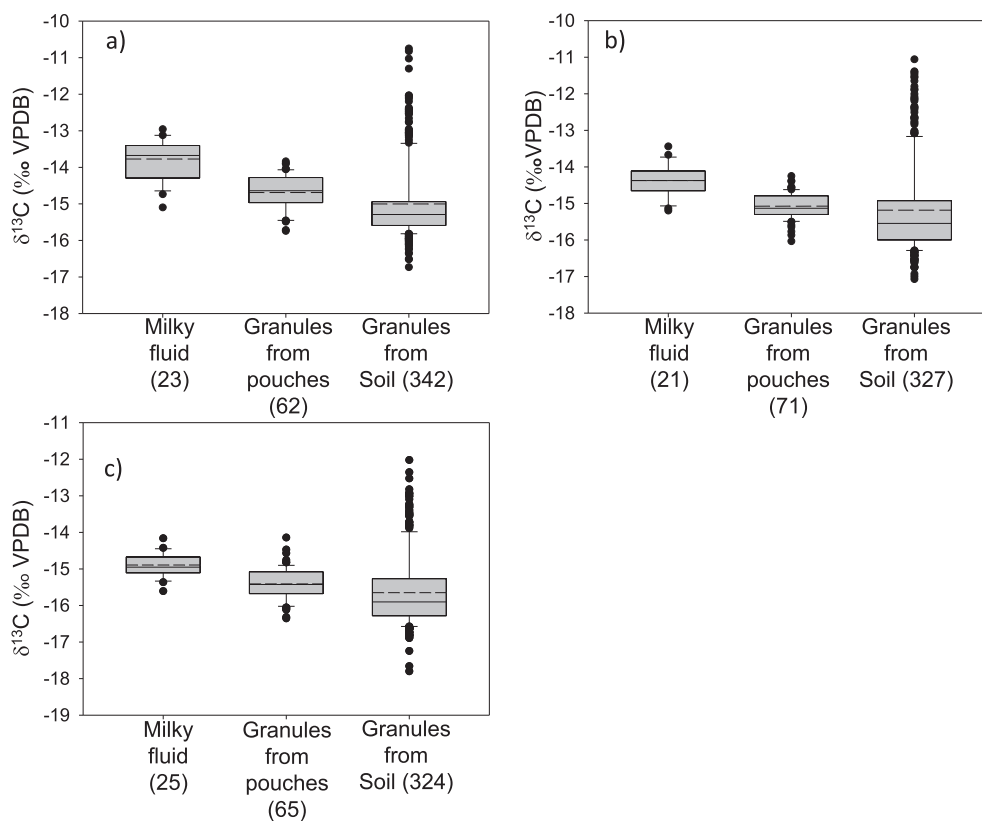 a)
δ13C (‰ VPDB)
-10
-11
-12
-13
-14
-15
-16
-17
-18
Milky
fluid
(23)
Granules
from
pouches
(62)
Granules
from
Soil (342)
b)
δ13C (‰VPDB)
-10
-11
-12
-13
-14
-15
-16
-17
-18
Milky
fluid
(21)
Granules
from
pouches
(71)
Granules
from
Soil (327)
c)
δ13C (‰ VPDB)
-11
-12
-13
-14
-15
-16
-17
-18
-19
Milky
fluid
(25)
Granules
from
pouches
(65)
Granules
from
Soil (324)